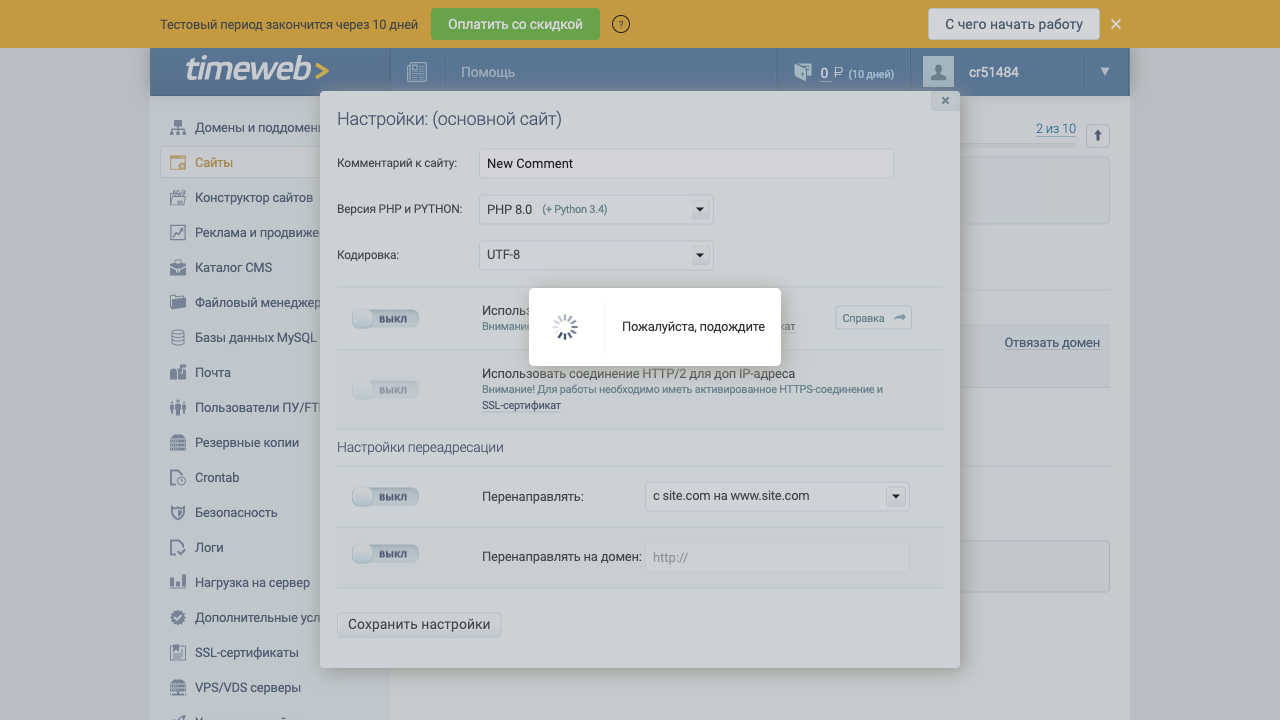 Тестовый период закончится через 10 дней
Оплатить со скидкой
?
С чего начать работу
timeweb>
Помощь
0 ₽ (10 дней)
cr51484
Настройки: (основной сайт)
Домены и поддомены
2 из 10
Сайты
Комментарий к сайту:
New Comment
Конструктор сайтов
Версия PHP и PYTHON:
PHP 8.0 (+ Python 3.4)
Реклама и продвиже
Кодировка:
UTF-8
Каталог CMS
Файловый менеджер
выкл
Использ
Внимание
кат
Справка
Пожалуйста, подождите
Базы данных MySQL
Отвязать домен
Почта
выкл
Использовать соединение HTTP/2 для доп IP-адреса
Внимание! Для работы необходимо иметь активированное HTTPS-соединение и
SSL-сертификат
Пользователи ПУ/FT
Резервные копии
Настройки переадресации
Crontab
выкл
Перенаправлять:
с site.com на www.site.com
Безопасность
Логи
выкл
Перенаправлять на домен:
http://
Нагрузка на сервер
Дополнительные усл
Сохранить настройки
SSL-сертификаты
VPS/VDS серверы